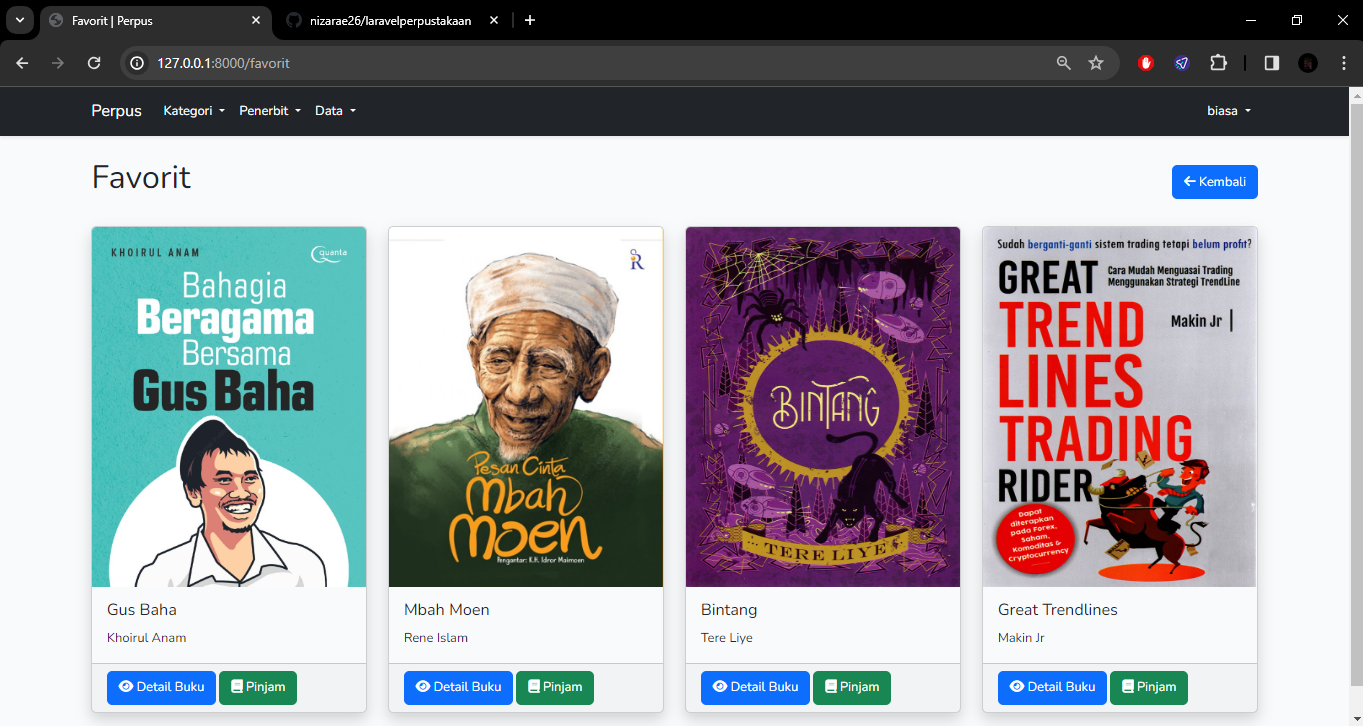 Favorit | Perpus
nizarae26/laravelperpustakaan
127.0.0.1:8000/favorit
Perpus Kategori Penerbit Data biasa
Favorit
Kembali
KHOIRUL ANAM
quanta
Bahagia
Beragama
Bersama
Gus Baha
Gus Baha
Khoirul Anam
Detail Buku Pinjam
R
Pesan Cinta
Mbah
Moen
Pengantar: K.H. Idror Maimoen
Mbah Moen
Rene Islam
Detail Buku Pinjam
BINTANG
TERE LIYE
Bintang
Tere Liye
Detail Buku Pinjam
Sudah berganti-ganti sistem trading tetapi belum profit?
GREAT
Cara Mudah Menguasai Trading
Menggunakan Strategi TrendLine
TREND
Makin Jr
LINES
TRADING
RIDER
Dapat
diterapkan
pada Forex,
Saham,
Komoditas &
Cryptocurrency
Great Trendlines
Makin Jr
Detail Buku Pinjam